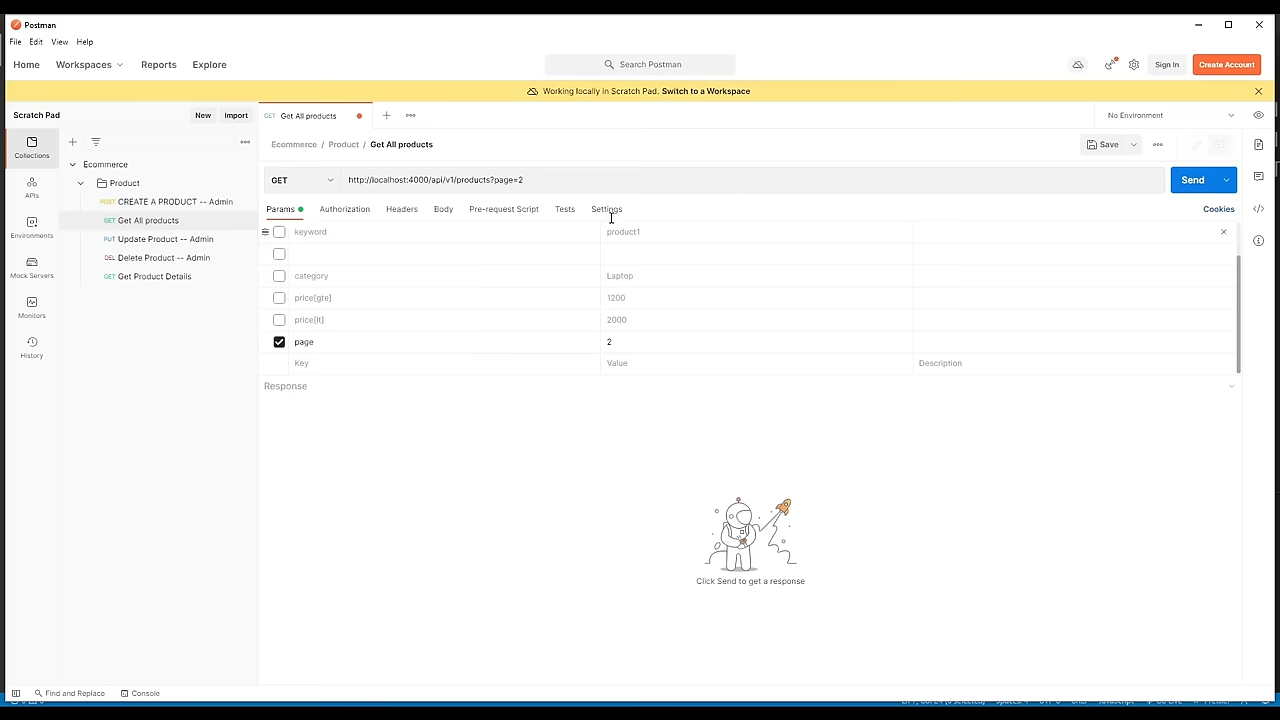 Postman
File Edit View Help
Home Workspaces Reports Explore Search Postman Sign In Create Account
Working locally in Scratch Pad. Switch to a Workspace
Scratch Pad New Import GET Get All products No Environment
Collections Ecommerce Ecommerce / Product / Get All products Save
Product
POST CREATE A PRODUCT -- Admin GET http://localhost:4000/api/v1/products?page=2 Send
APIs GET Get All products Params Authorization Headers Body Pre-request Script Tests Settings Cookies
Environments PUT Update Product -- Admin keyword product1
DEL Delete Product -- Admin
Mock Servers GET Get Product Details category Laptop
Monitors price[gte] 1200
price[lt] 2000
History page 2
Key Value Description
Response
Click Send to get a response
Find and Replace Console